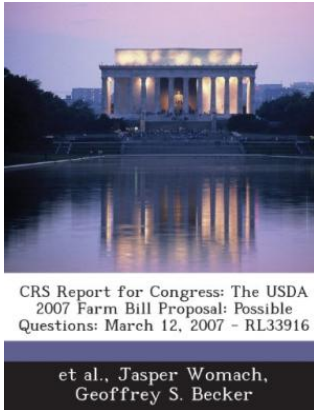 CRS Report for Congress: The USDA
2007 Farm Bill Proposal: Possible
Questions: March 12, 2007 - RL33916
et al., Jasper Womach,
Geoffrey S. Becker